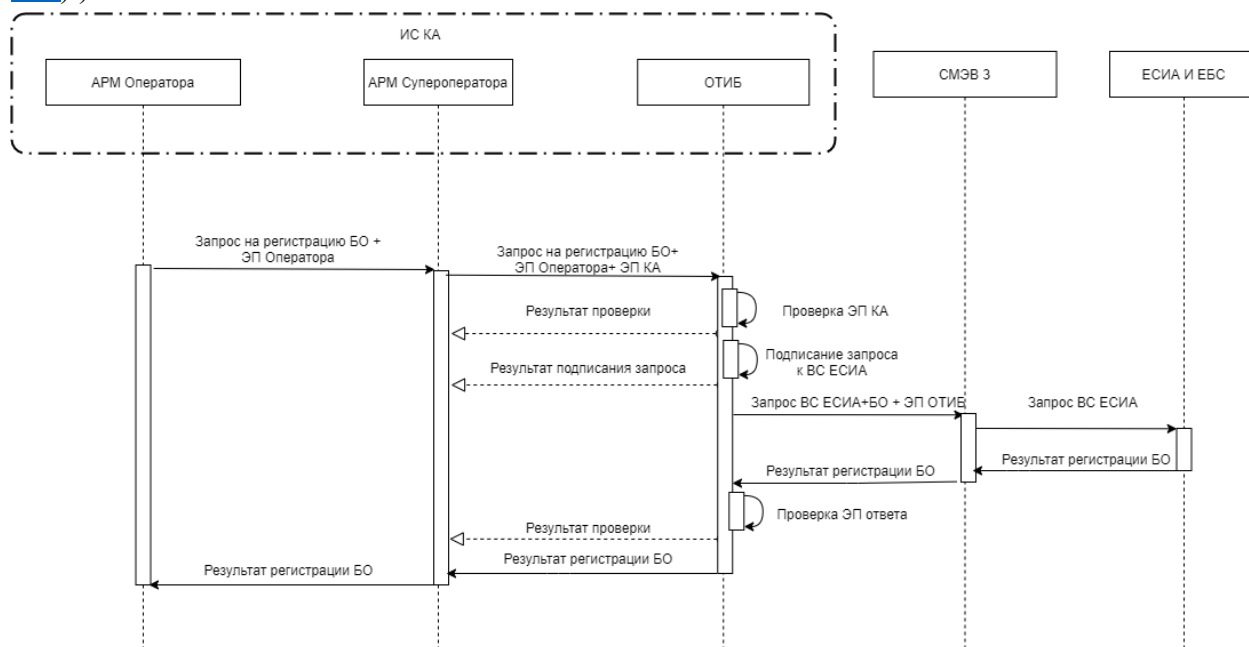 ИС КА
АРМ Оператора
АРМ Супероператора
ОТИБ
СМЭВ 3
ЕСИА И ЕБС
Запрос на регистрацию БО +
ЭП Оператора
Запрос на регистрацию БО+
ЭП Оператора+ ЭП КА
Результат проверки
Проверка ЭП КА
Результат подписания запроса
Подписание запроса
к ВС ЕСИА
Запрос ВС ЕСИА+БО + ЭП ОТИБ
Запрос ВС ЕСИА
Результат регистрации БО
Результат регистрации БО
Проверка ЭП ответа
Результат проверки
Результат регистрации БО
Результат регистрации БО